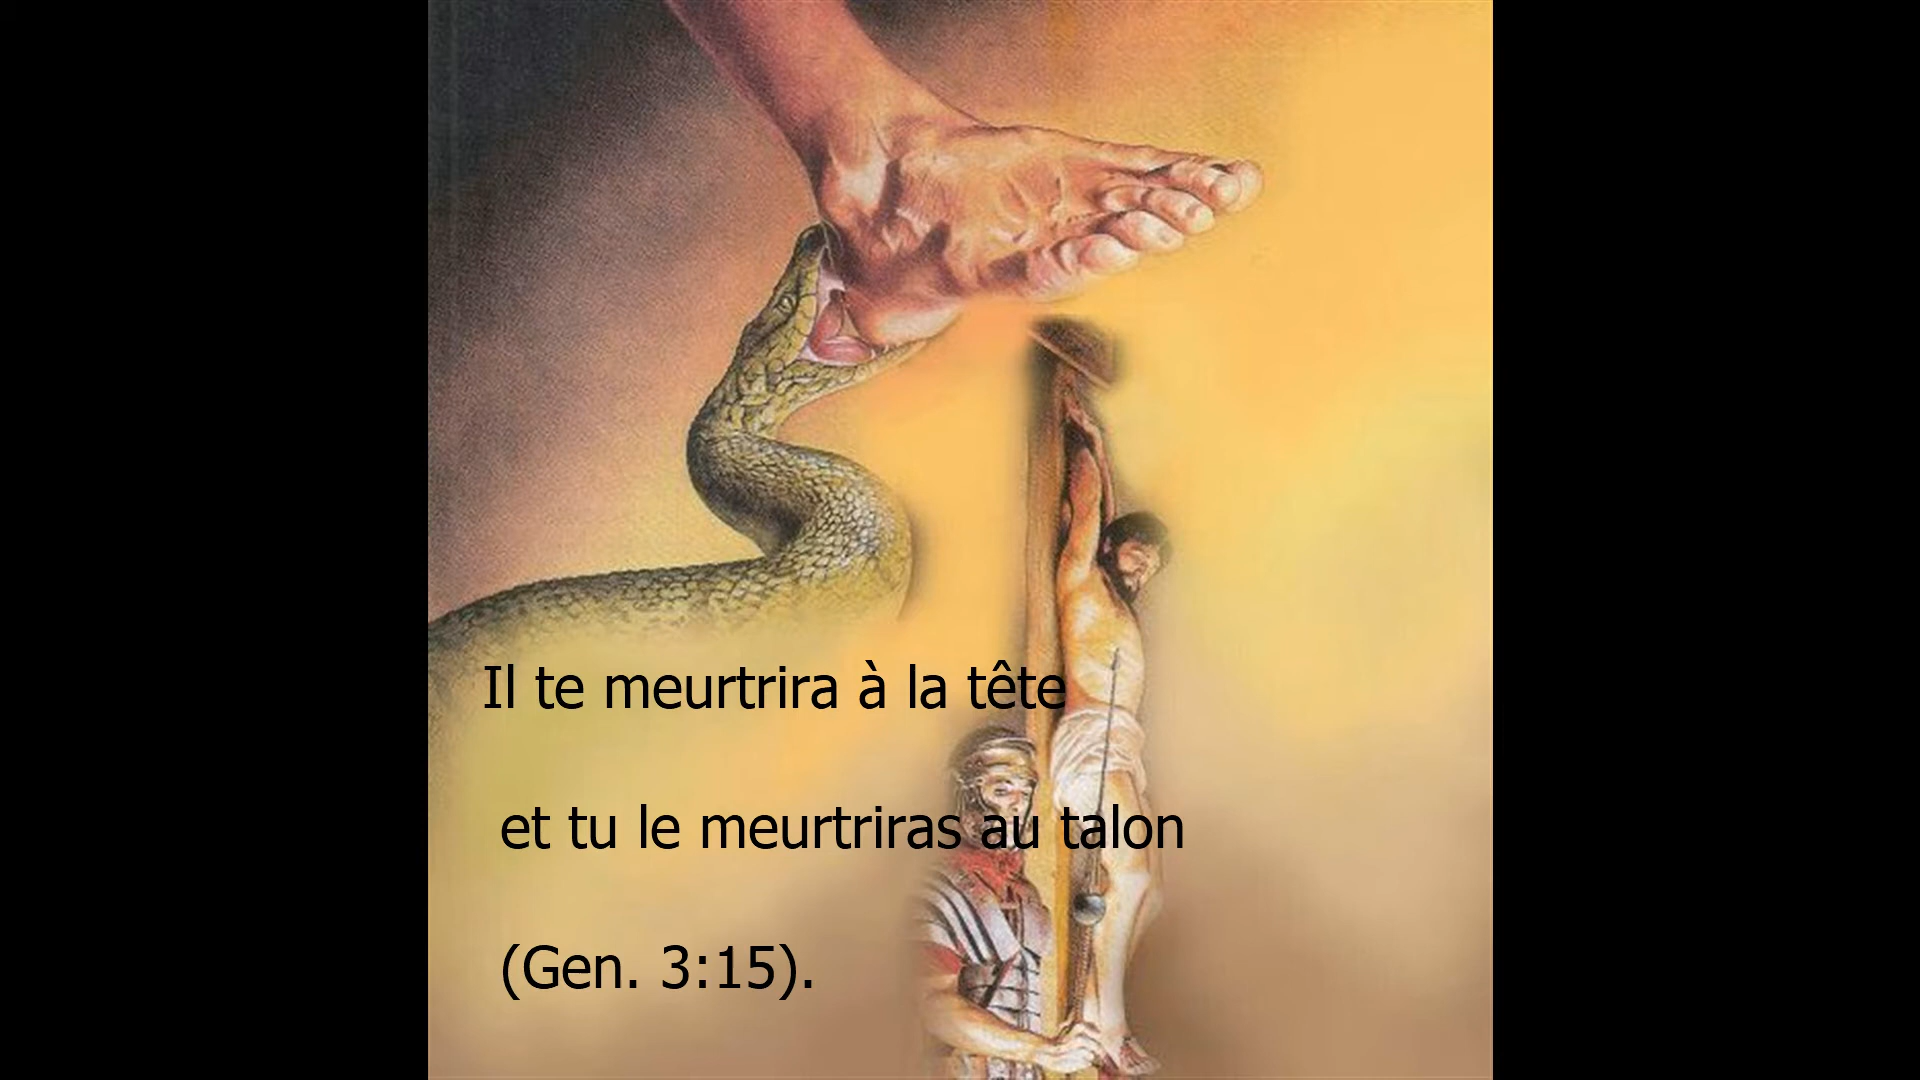 Il te meurtrira à la tête
et tu le meurtriras au talon
(Gen. 3:15).